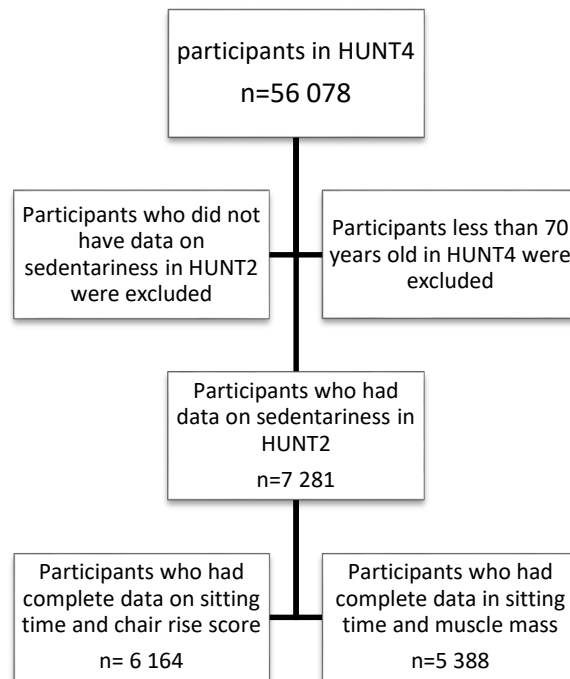 participants in HUNT4
n=56 078
Participants who did not
have data on
sedentariness in HUNT2
were excluded
Participants less than 70
years old in HUNT4 were
excluded
Participants who had
data on sedentariness in
HUNT2
n=7 281
Participants who had
complete data on sitting
time and chair rise score
n= 6 164
Participants who had
complete data in sitting
time and muscle mass
n=5 388